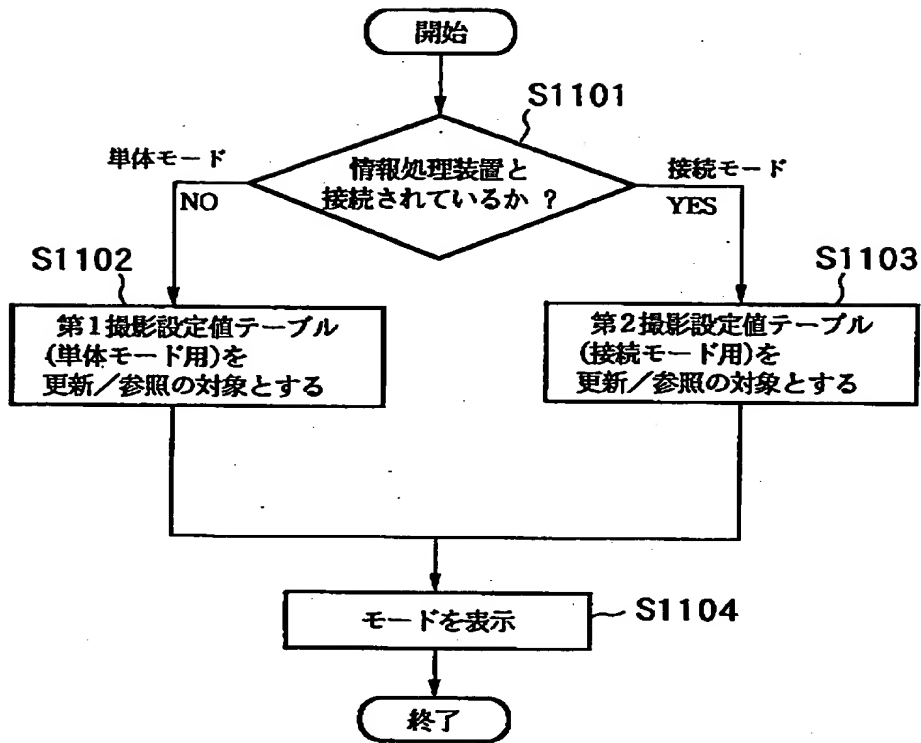 開始
S1101
情報処理装置と
接続されているか ?
単体モード
NO
接続モード
YES
S1102
第1撮影設定値テーブル
(単体モード用)を
更新/参照の対象とする
S1103
第2撮影設定値テーブル
(接続モード用)を
更新/参照の対象とする
モードを表示
S1104
終了